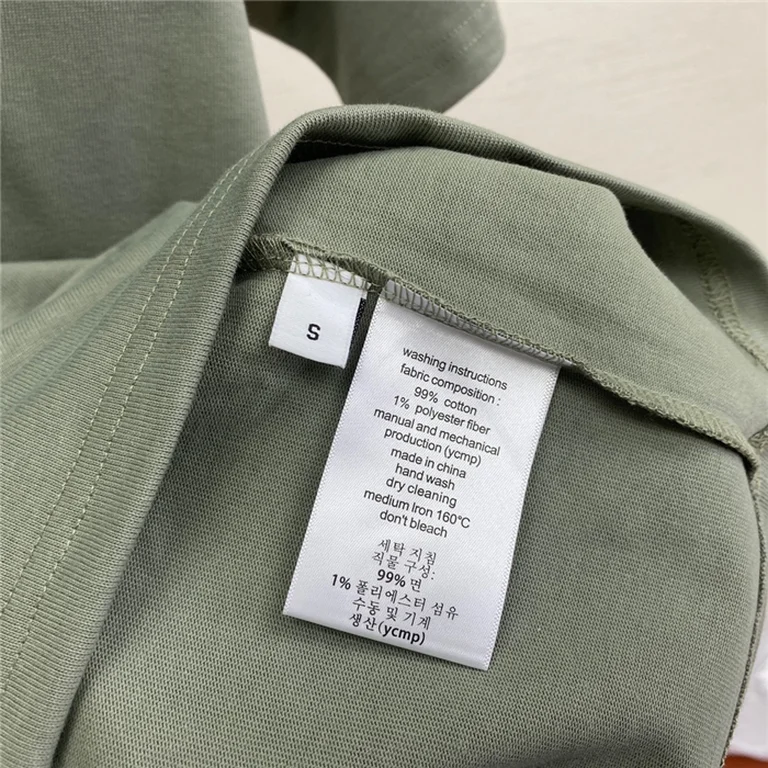 S
washing instructions
fabric composition :
99% cotton
1% polyester fiber
manual and mechanical
production (ycmp)
made in china
hand wash
dry cleaning
medium Iron 160°C
don't bleach
세탁 지침
직물 구성:
99% 면
1% 폴리에스터 섬유
수동 및 기계
생산(ycmp)